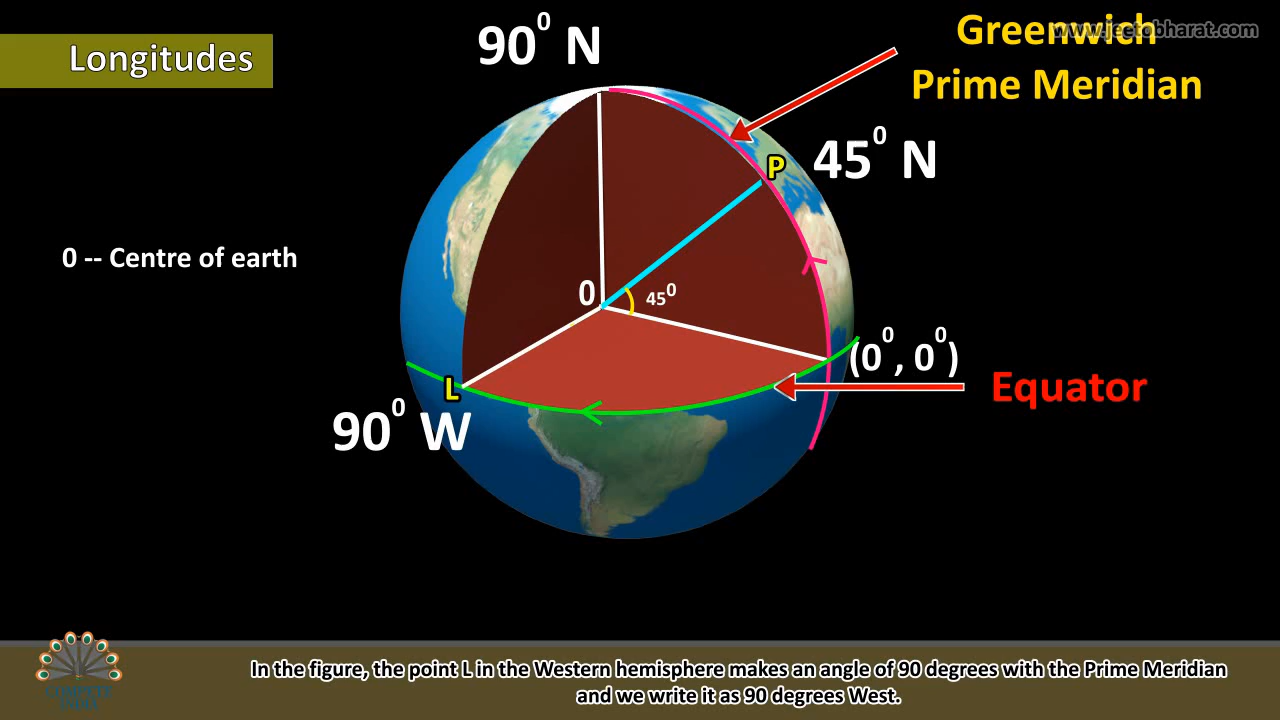 www.jeetobharat.com
Longitudes
90⁰ N
Greenwich
Prime Meridian
45⁰ N
P
0 -- Centre of earth
0
45⁰
(0⁰, 0⁰)
L
Equator
90⁰ W
COMPETE
INDIA
In the figure, the point L in the Western hemisphere makes an angle of 90 degrees with the Prime Meridian
and we write it as 90 degrees West.